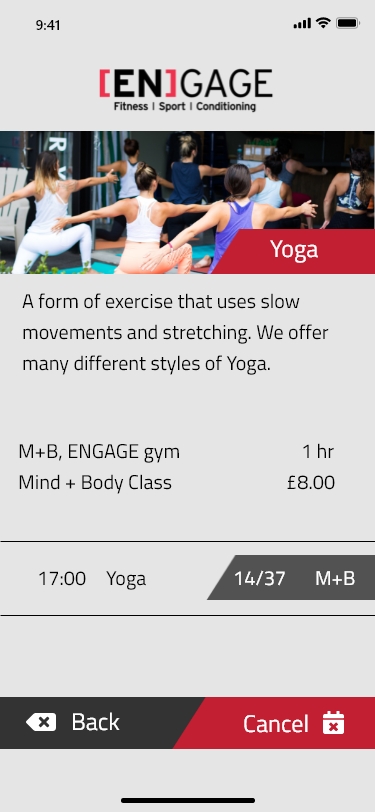 9:41
[EN]GAGE
Fitness | Sport | Conditioning
Yoga
A form of exercise that uses slow
movements and stretching. We offer
many different styles of Yoga.
M+B, ENGAGE gym 1 hr
Mind + Body Class £8.00
17:00 Yoga 14/37 M+B
Back Cancel